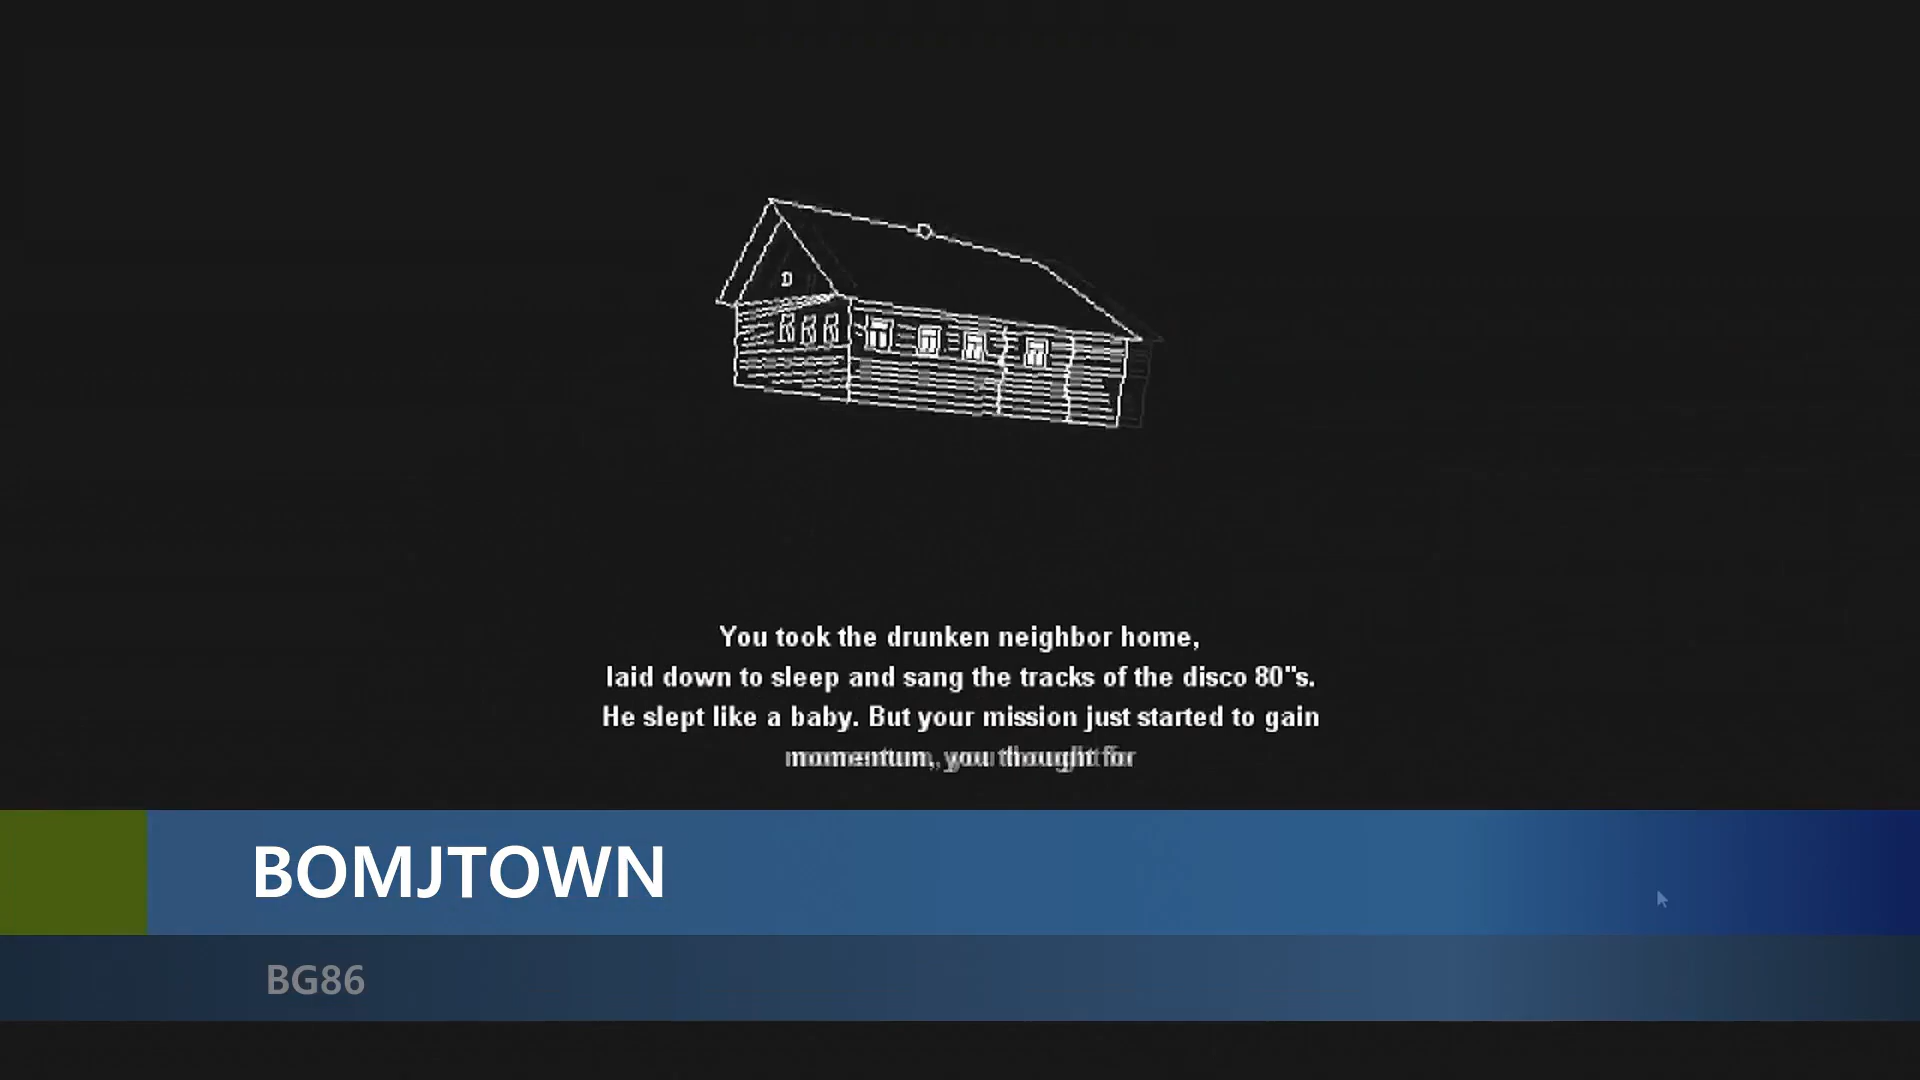 You took the drunken neighbor home,
laid down to sleep and sang the tracks of the disco 80"s.
He slept like a baby. But your mission just started to gain
momentum, you thought for
BOMJTOWN
BG86